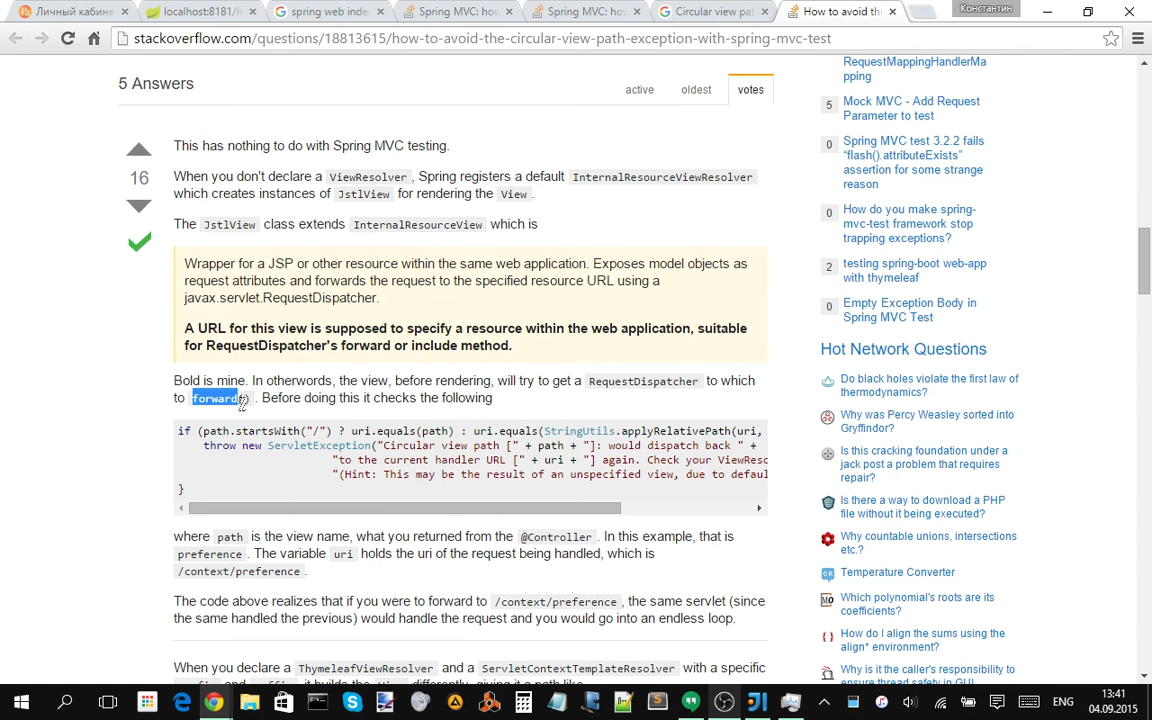 Личный кабине
localhost:8181/
spring web index
Spring MVC: how
Spring MVC: how
Circular view pat
How to avoid the
Константин
stackoverflow.com/questions/18813615/how-to-avoid-the-circular-view-path-exception-with-spring-mvc-test
5 Answers
active
oldest
votes
16
This has nothing to do with Spring MVC testing.
When you don't declare a ViewResolver , Spring registers a default InternalResourceViewResolver
which creates instances of JstlView for rendering the View .
The JstlView class extends InternalResourceView which is
Wrapper for a JSP or other resource within the same web application. Exposes model objects as
request attributes and forwards the request to the specified resource URL using a
javax.servlet.RequestDispatcher.
A URL for this view is supposed to specify a resource within the web application, suitable
for RequestDispatcher's forward or include method.
Bold is mine. In otherwords, the view, before rendering, will try to get a RequestDispatcher to which
to forward() . Before doing this it checks the following
if (path.startsWith("/") ? uri.equals(path) : uri.equals(StringUtils.applyRelativePath(uri,
throw new ServletException("Circular view path [" + path + "]: would dispatch back " +
"to the current handler URL [" + uri + "] again. Check your ViewReso
"(Hint: This may be the result of an unspecified view, due to defaul
}
where path is the view name, what you returned from the @Controller . In this example, that is
preference . The variable uri holds the uri of the request being handled, which is
/context/preference .
The code above realizes that if you were to forward to /context/preference , the same servlet (since
the same handled the previous) would handle the request and you would go into an endless loop.
When you declare a ThymeleafViewResolver and a ServletContextTemplateResolver with a specific
RequestMappingHandlerMa
pping
5 Mock MVC - Add Request
Parameter to test
0 Spring MVC test 3.2.2 fails
“flash().attributeExists”
assertion for some strange
reason
0 How do you make spring-
mvc-test framework stop
trapping exceptions?
2 testing spring-boot web-app
with thymeleaf
0 Empty Exception Body in
Spring MVC Test
Hot Network Questions
Do black holes violate the first law of
thermodynamics?
Why was Percy Weasley sorted into
Gryffindor?
Is this cracking foundation under a
jack post a problem that requires
repair?
Is there a way to download a PHP
file without it being executed?
Why countable unions, intersections
etc.?
Temperature Converter
Which polynomial's roots are its
coefficients?
How do I align the sums using the
align* environment?
Why is it the caller's responsibility to
ENG
13:41
04.09.2015